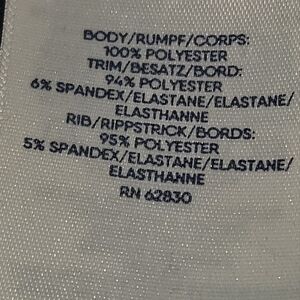 BODY/RUMPF/CORPS:
100% POLYESTER
TRIM/BESATZ/BORD:
94% POLYESTER
6% SPANDEX/ELASTANE/ELASTANE/
ELASTHANNE
RIB/RIPPSTRICK/BORDS:
95% POLYESTER
5% SPANDEX/ELASTANE/ELASTANE/
ELASTHANNE
RN 62830